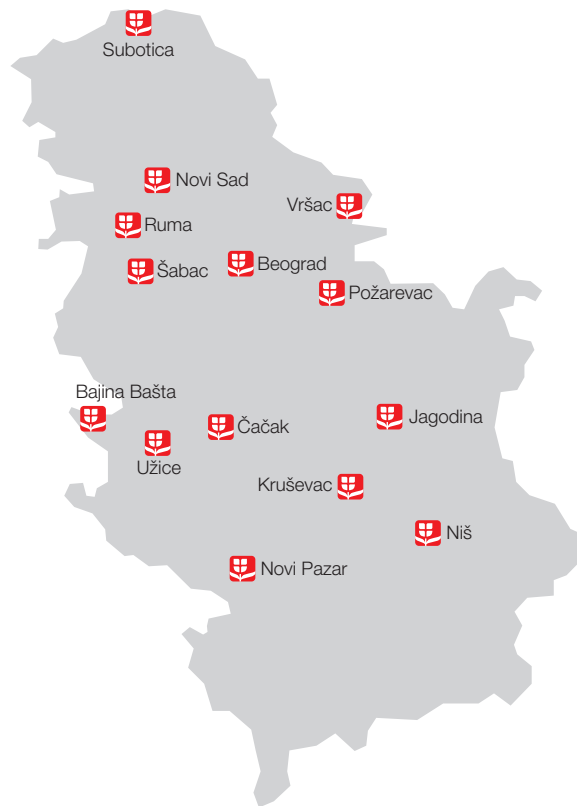 Subotica
Novi Sad
Vršac
Ruma
Beograd
Šabac
Požarevac
Bajina Bašta
Jagodina
Čačak
Užice
Kruševac
Niš
Novi Pazar